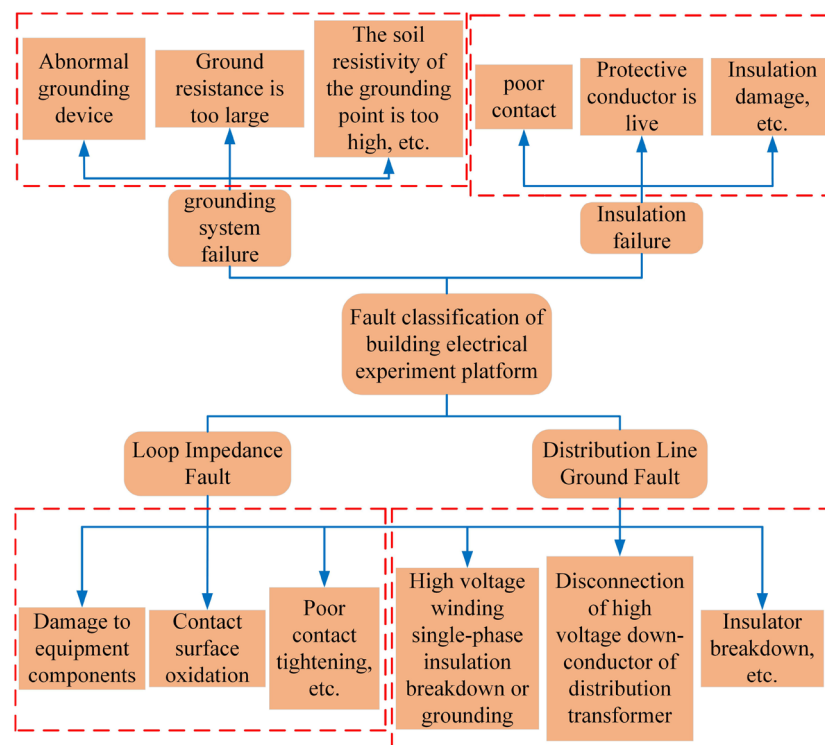 Abnormal
grounding
device
Ground
resistance is
too large
The soil
resistivity of
the grounding
point is too
high, etc.
poor
contact
Protective
conductor is
live
Insulation
damage,
etc.
grounding
system
failure
Insulation
failure
Fault classification of
building electrical
experiment platform
Loop Impedance
Fault
Distribution Line
Ground Fault
Damage to
equipment
components
Contact
surface
oxidation
Poor
contact
tightening,
etc.
High voltage
winding
single-phase
insulation
breakdown or
grounding
Disconnection
of high
voltage down-
conductor of
distribution
transformer
Insulator
breakdown,
etc.